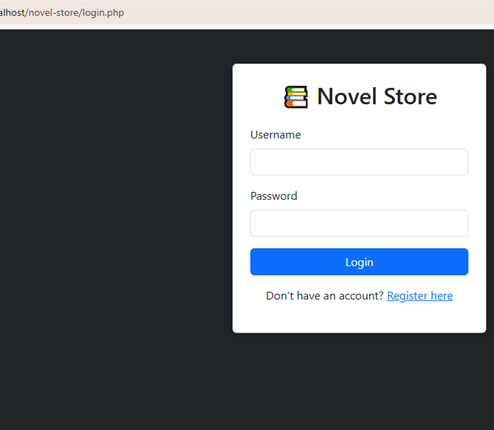 alhost/novel-store/login.php
📚 Novel Store
Username
Password
Login
Don't have an account? Register here